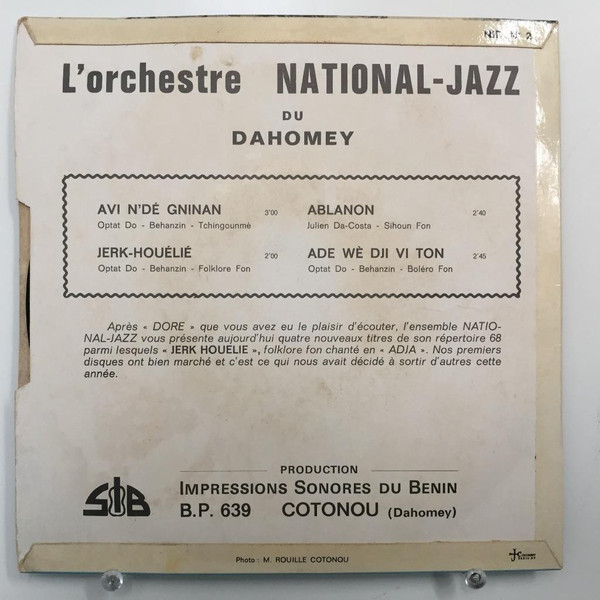 L'orchestre NATIONAL-JAZZ
DU
DAHOMEY
AVI N'DÉ GNINAN 3'00
Optat Do - Behanzin - Tchingounmé
ABLANON 2'40
Julien Da-Costa - Sihoun Fon
JERK-HOUÉLIÉ 2'00
Optat Do - Behanzin - Folklore Fon
ADE WÈ DJI VI TON 2'45
Optat Do - Behanzin - Boléro Fon
Après « DORE » que vous avez eu le plaisir d'écouter, l'ensemble NATIO-
NAL-JAZZ vous présente aujourd'hui quatre nouveaux titres de son répertoire 68
parmi lesquels « JERK HOUELIE », folklore fon chanté en « ADJA ». Nos premiers
disques ont bien marché et c'est ce qui nous avait décidé à sortir d'autres cette
année.
PRODUCTION
SIB
IMPRESSIONS SONORES DU BENIN
B.P. 639 COTONOU (Dahomey)
Photo : M. ROUILLE COTONOU